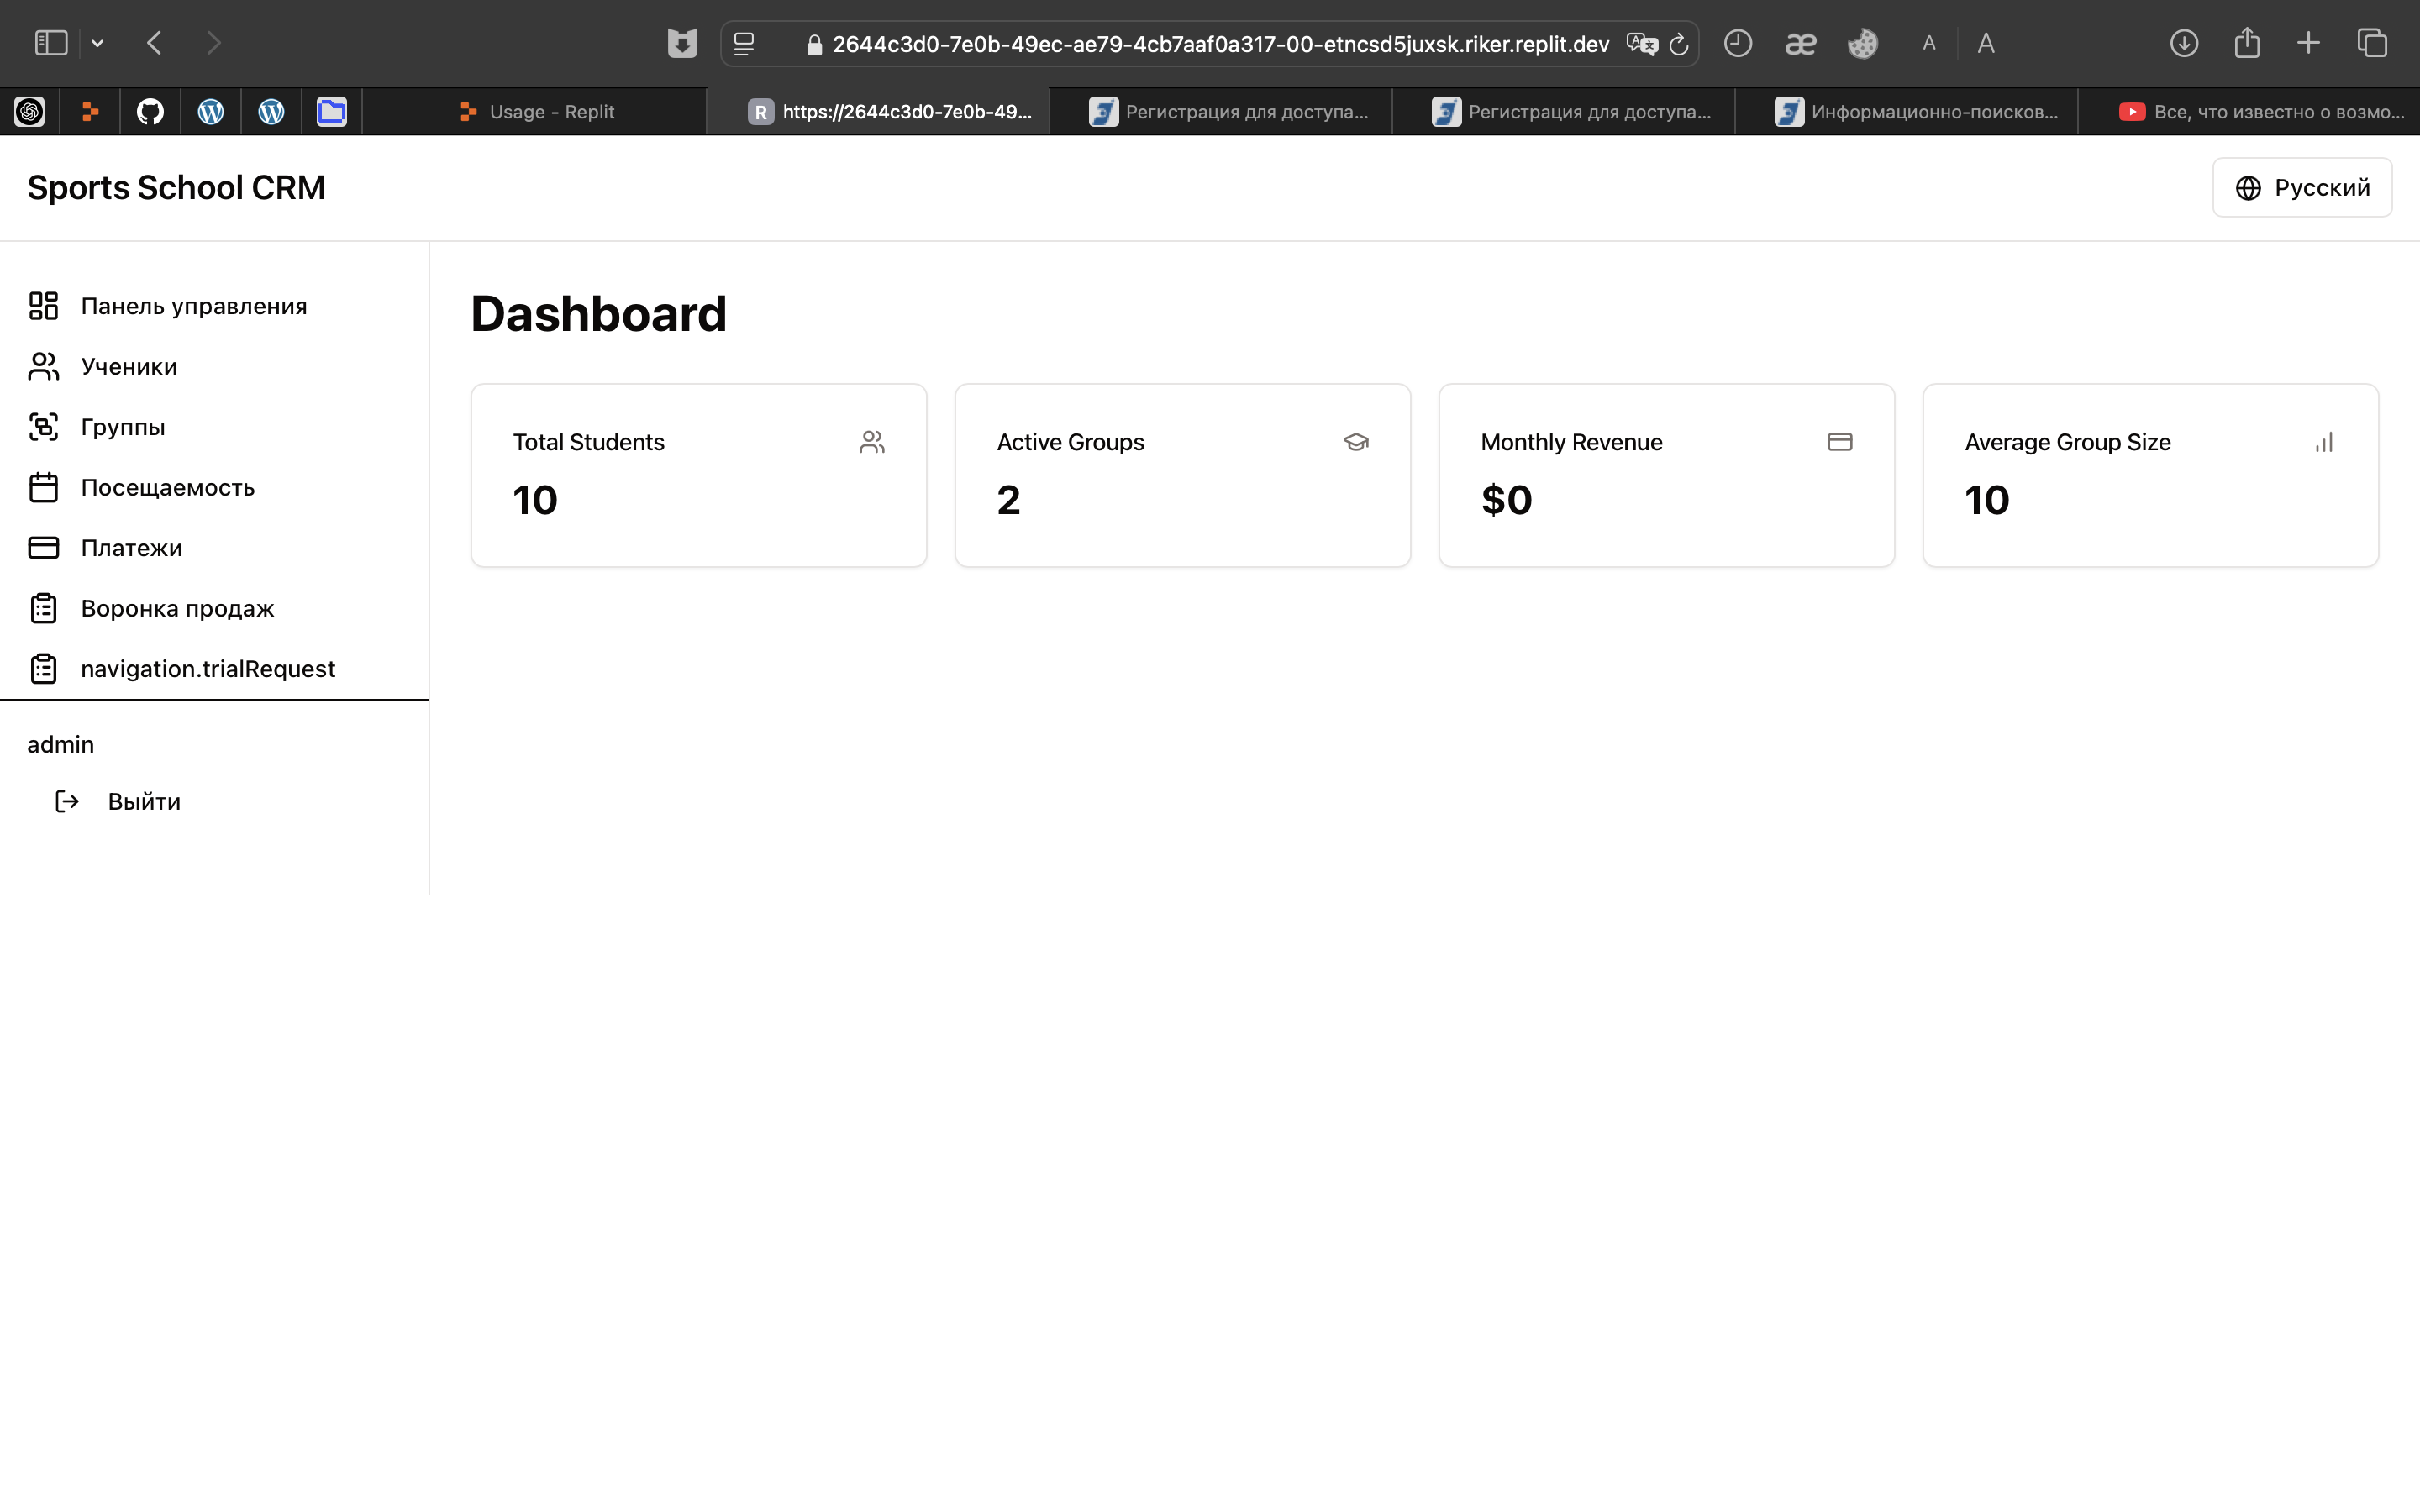 2644c3d0-7e0b-49ec-ae79-4cb7aaf0a317-00-etncsd5juxsk.riker.replit.dev
A A
Usage - Replit
R https://2644c3d0-7e0b-49...
Регистрация для доступа...
Регистрация для доступа...
Информационно-поисков...
Все, что известно о возмо...
Sports School CRM
Русский
Панель управления
Ученики
Группы
Посещаемость
Платежи
Воронка продаж
navigation.trialRequest
admin
Выйти
Dashboard
Total Students
10
Active Groups
2
Monthly Revenue
$0
Average Group Size
10